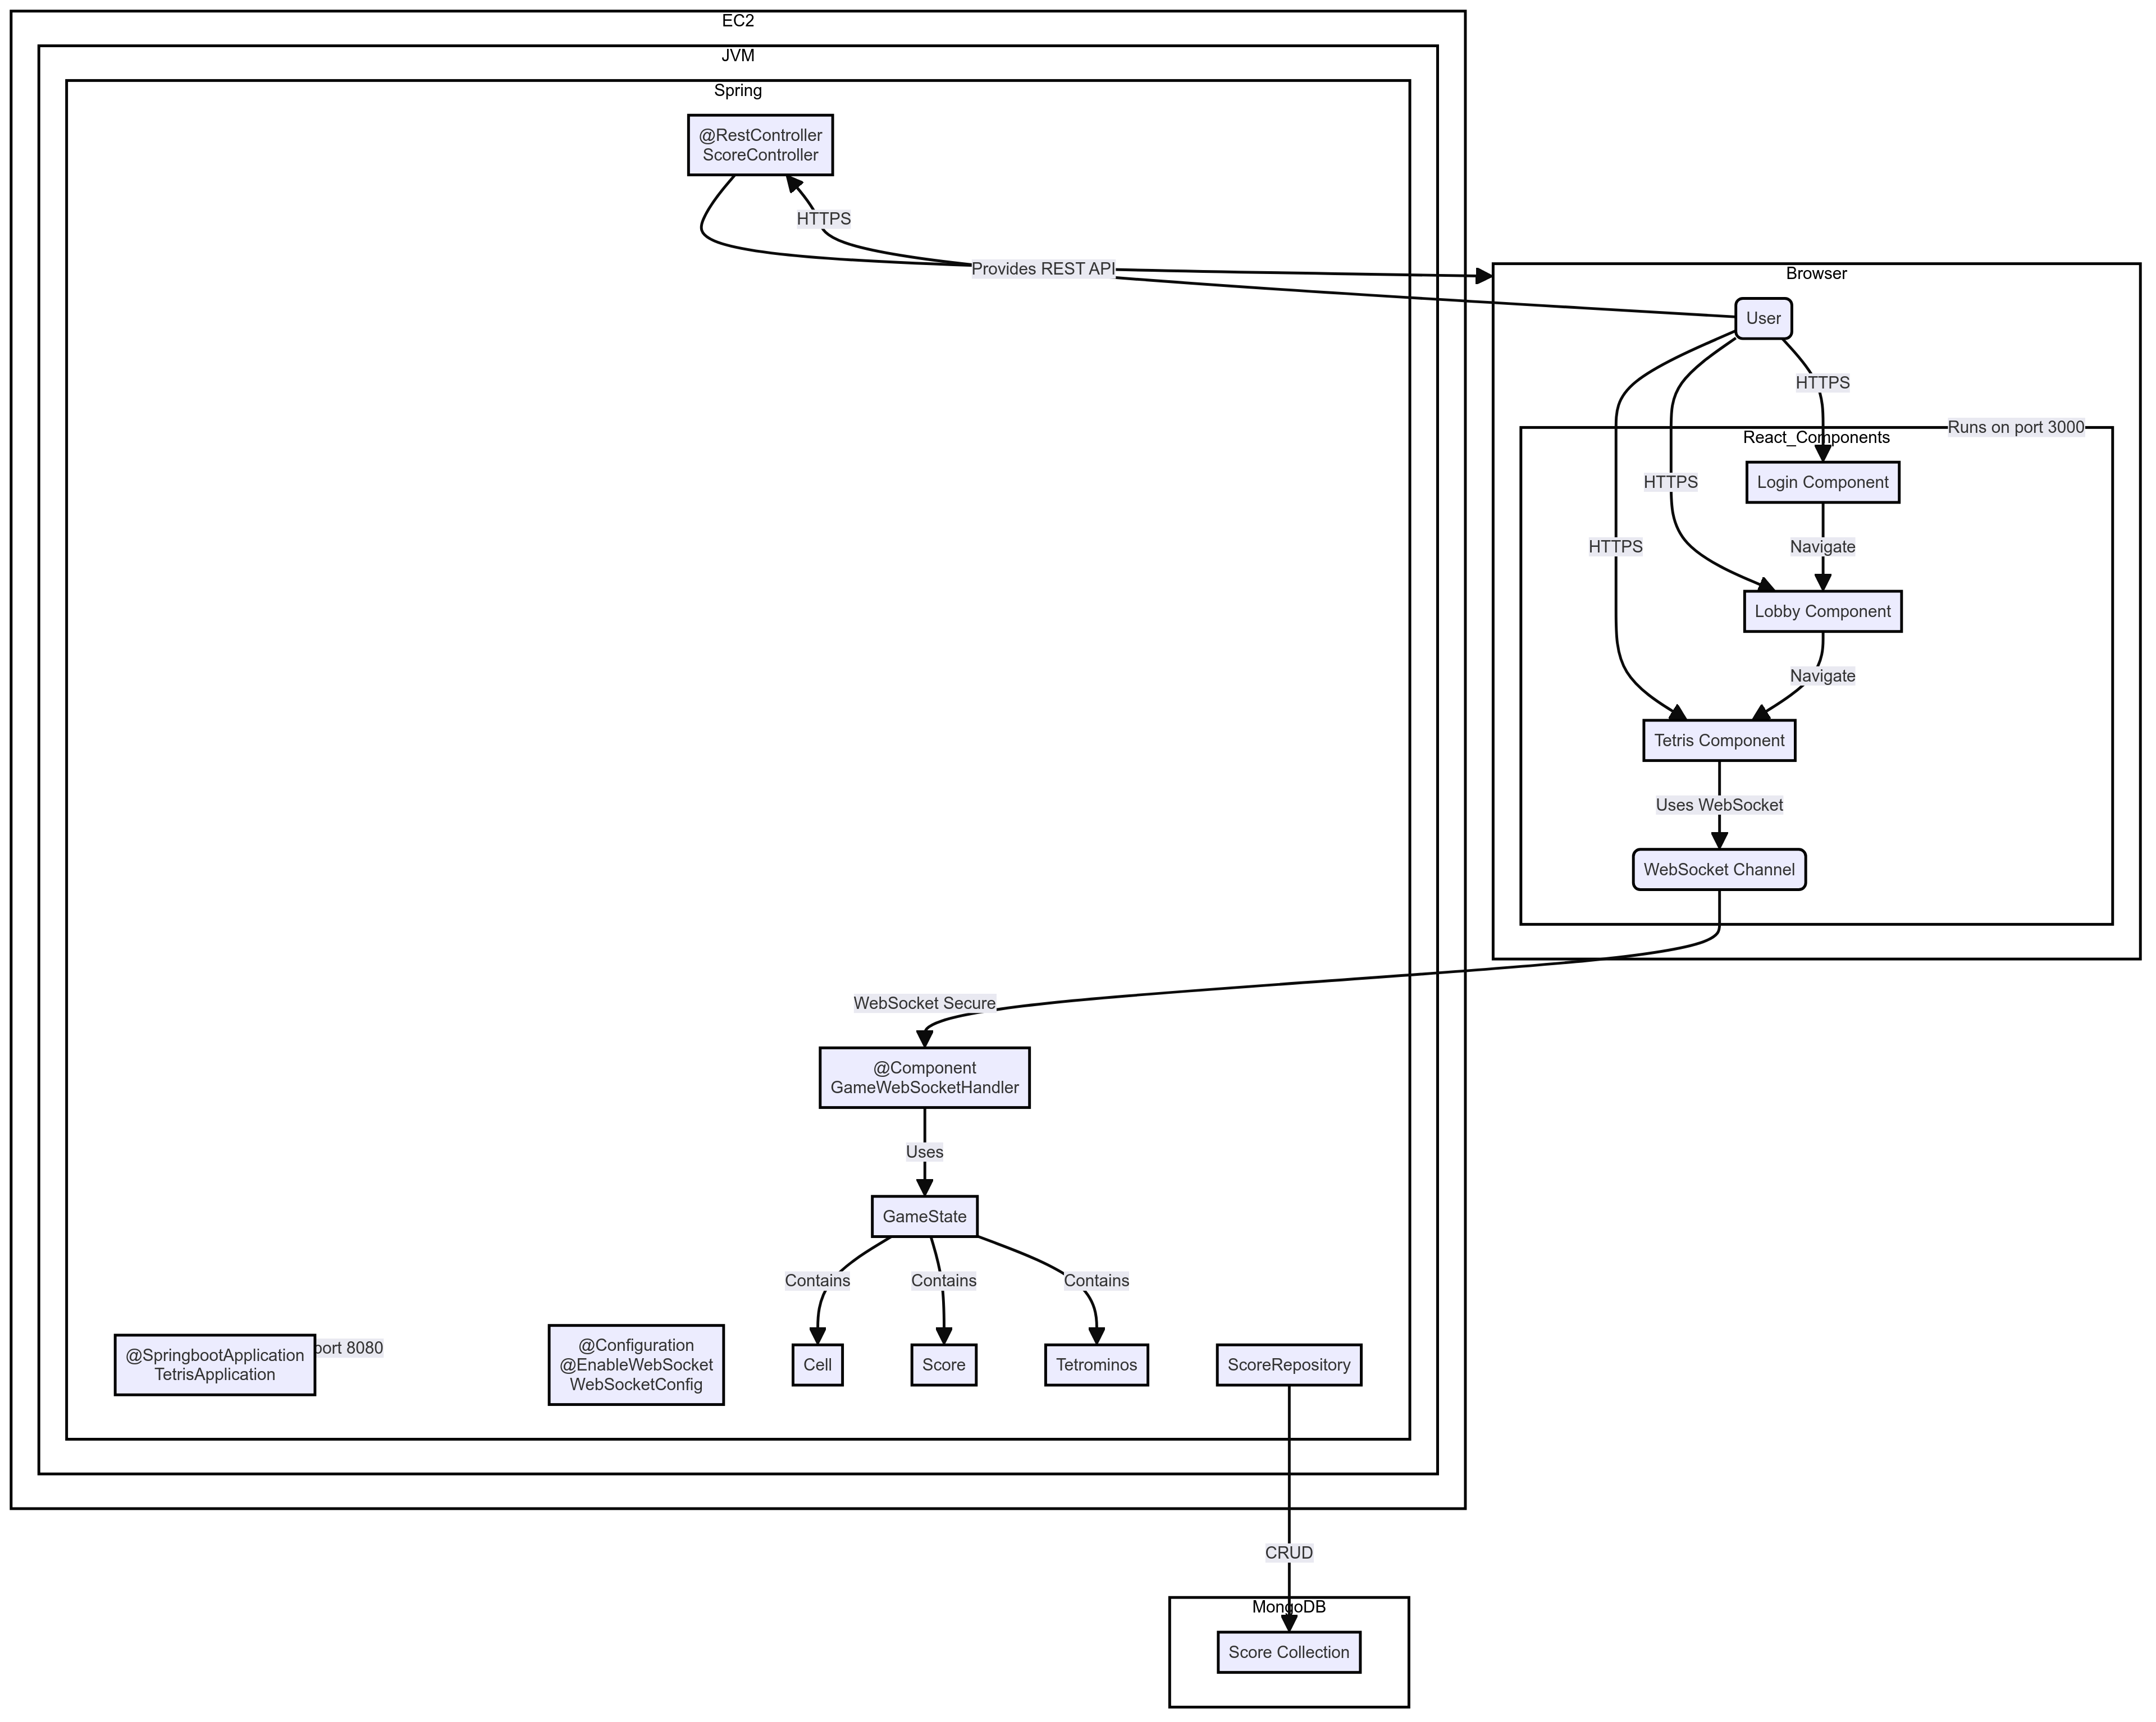 EC2
JVM
Spring
@RestController
ScoreController
HTTPS
Provides REST API
Browser
User
HTTPS
Runs on port 3000
React_Components
Login Component
HTTPS
HTTPS
Navigate
Lobby Component
Navigate
Tetris Component
Uses WebSocket
WebSocket Channel
WebSocket Secure
@Component
GameWebSocketHandler
Uses
GameState
Contains
Contains
Contains
@SpringbootApplication
TetrisApplication
port 8080
@Configuration
@EnableWebSocket
WebSocketConfig
Cell
Score
Tetrominos
ScoreRepository
CRUD
MongoDB
Score Collection